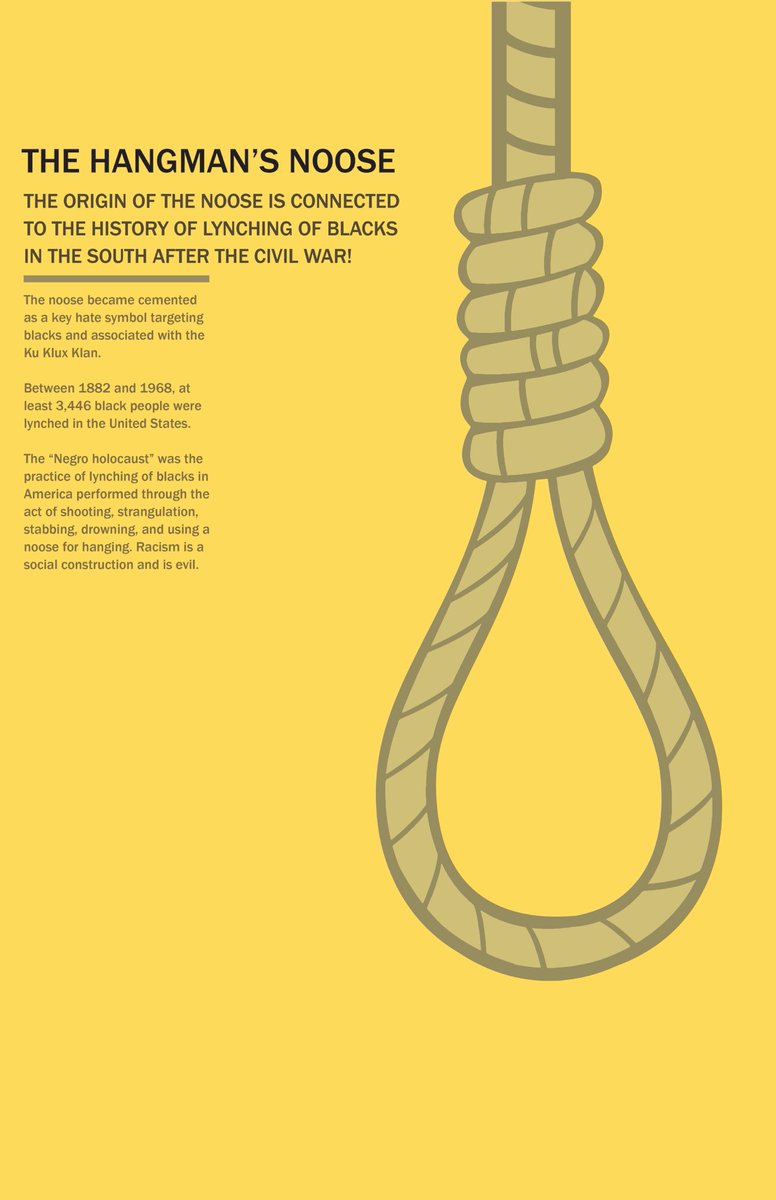 THE HANGMAN’S NOOSE
THE ORIGIN OF THE NOOSE IS CONNECTED
TO THE HISTORY OF LYNCHING OF BLACKS
IN THE SOUTH AFTER THE CIVIL WAR!
The noose became cemented
as a key hate symbol targeting
blacks and associated with the
Ku Klux Klan.
Between 1882 and 1968, at
least 3,446 black people were
lynched in the United States.
The “Negro holocaust” was the
practice of lynching of blacks in
America performed through the
act of shooting, strangulation,
stabbing, drowning, and using a
noose for hanging. Racism is a
social construction and is evil.